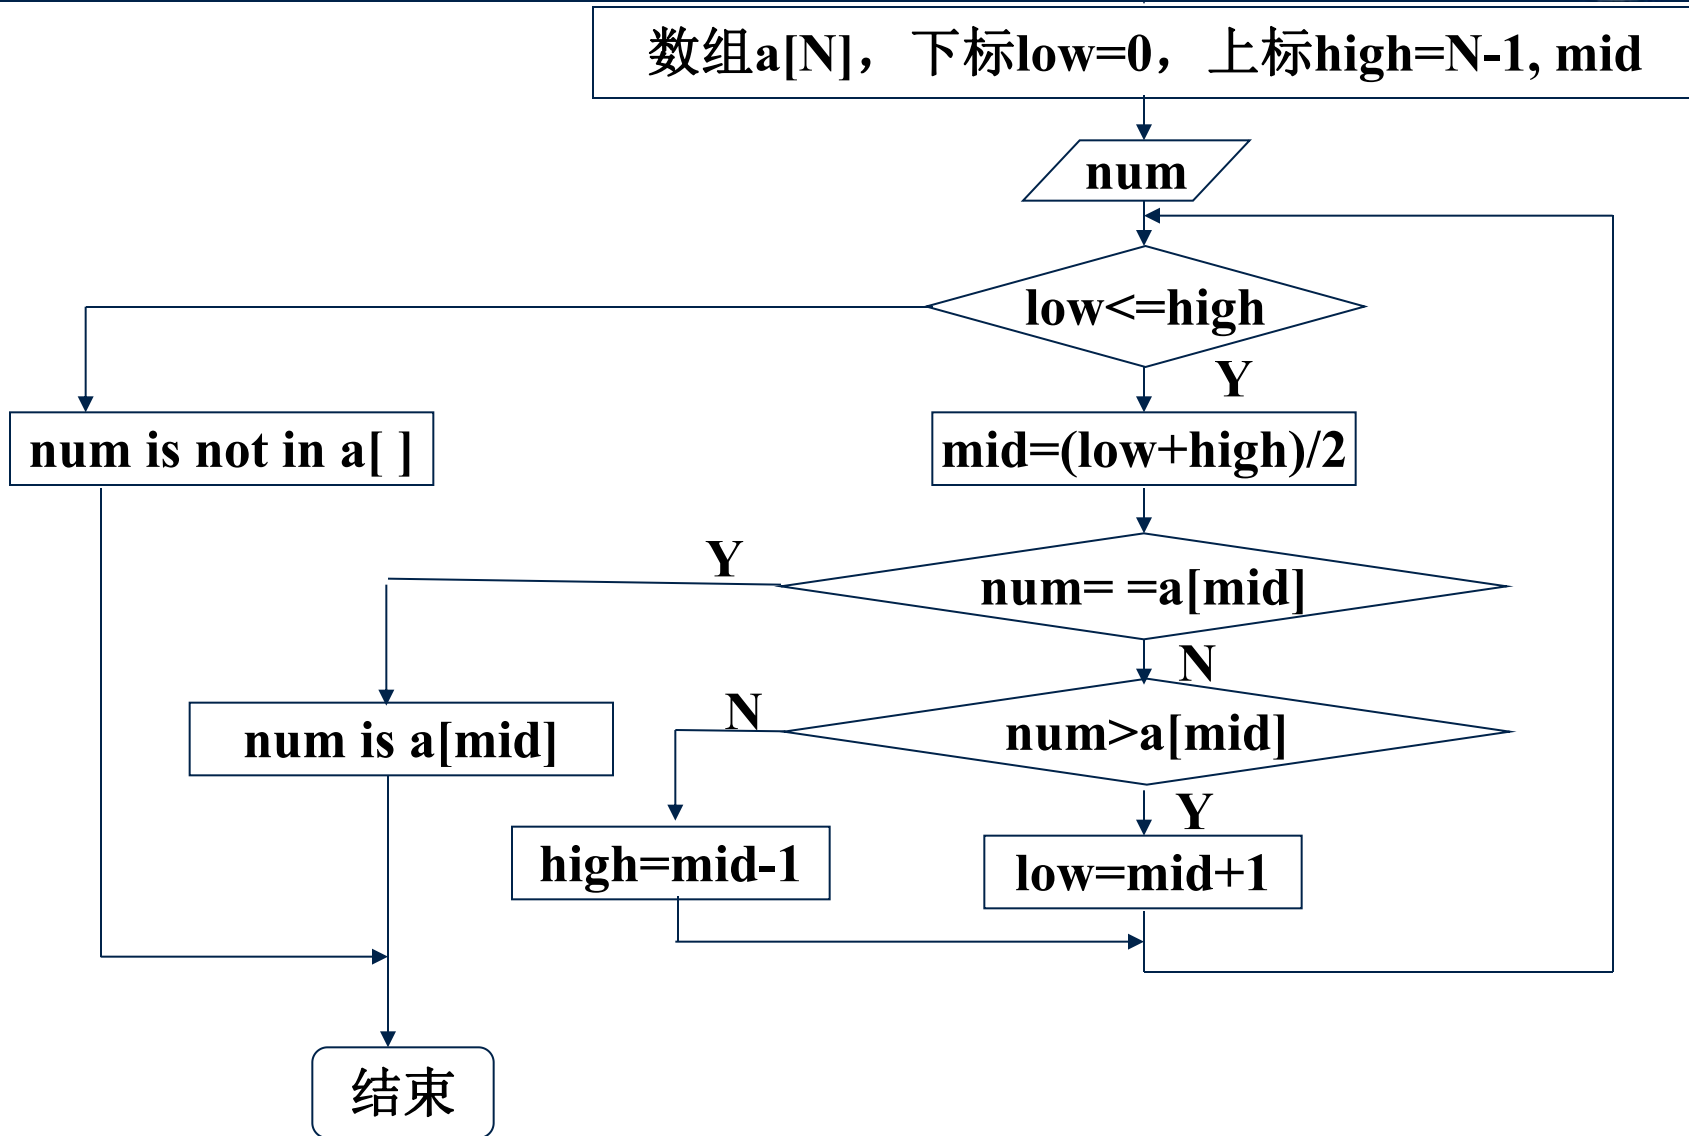 数组a[N]，下标low=0，上标high=N-1, mid
num
low<=high
Y
num is not in a[ ]
mid=(low+high)/2
Y
num= =a[mid]
N
N
num is a[mid]
num>a[mid]
Y
high=mid-1
low=mid+1
结束